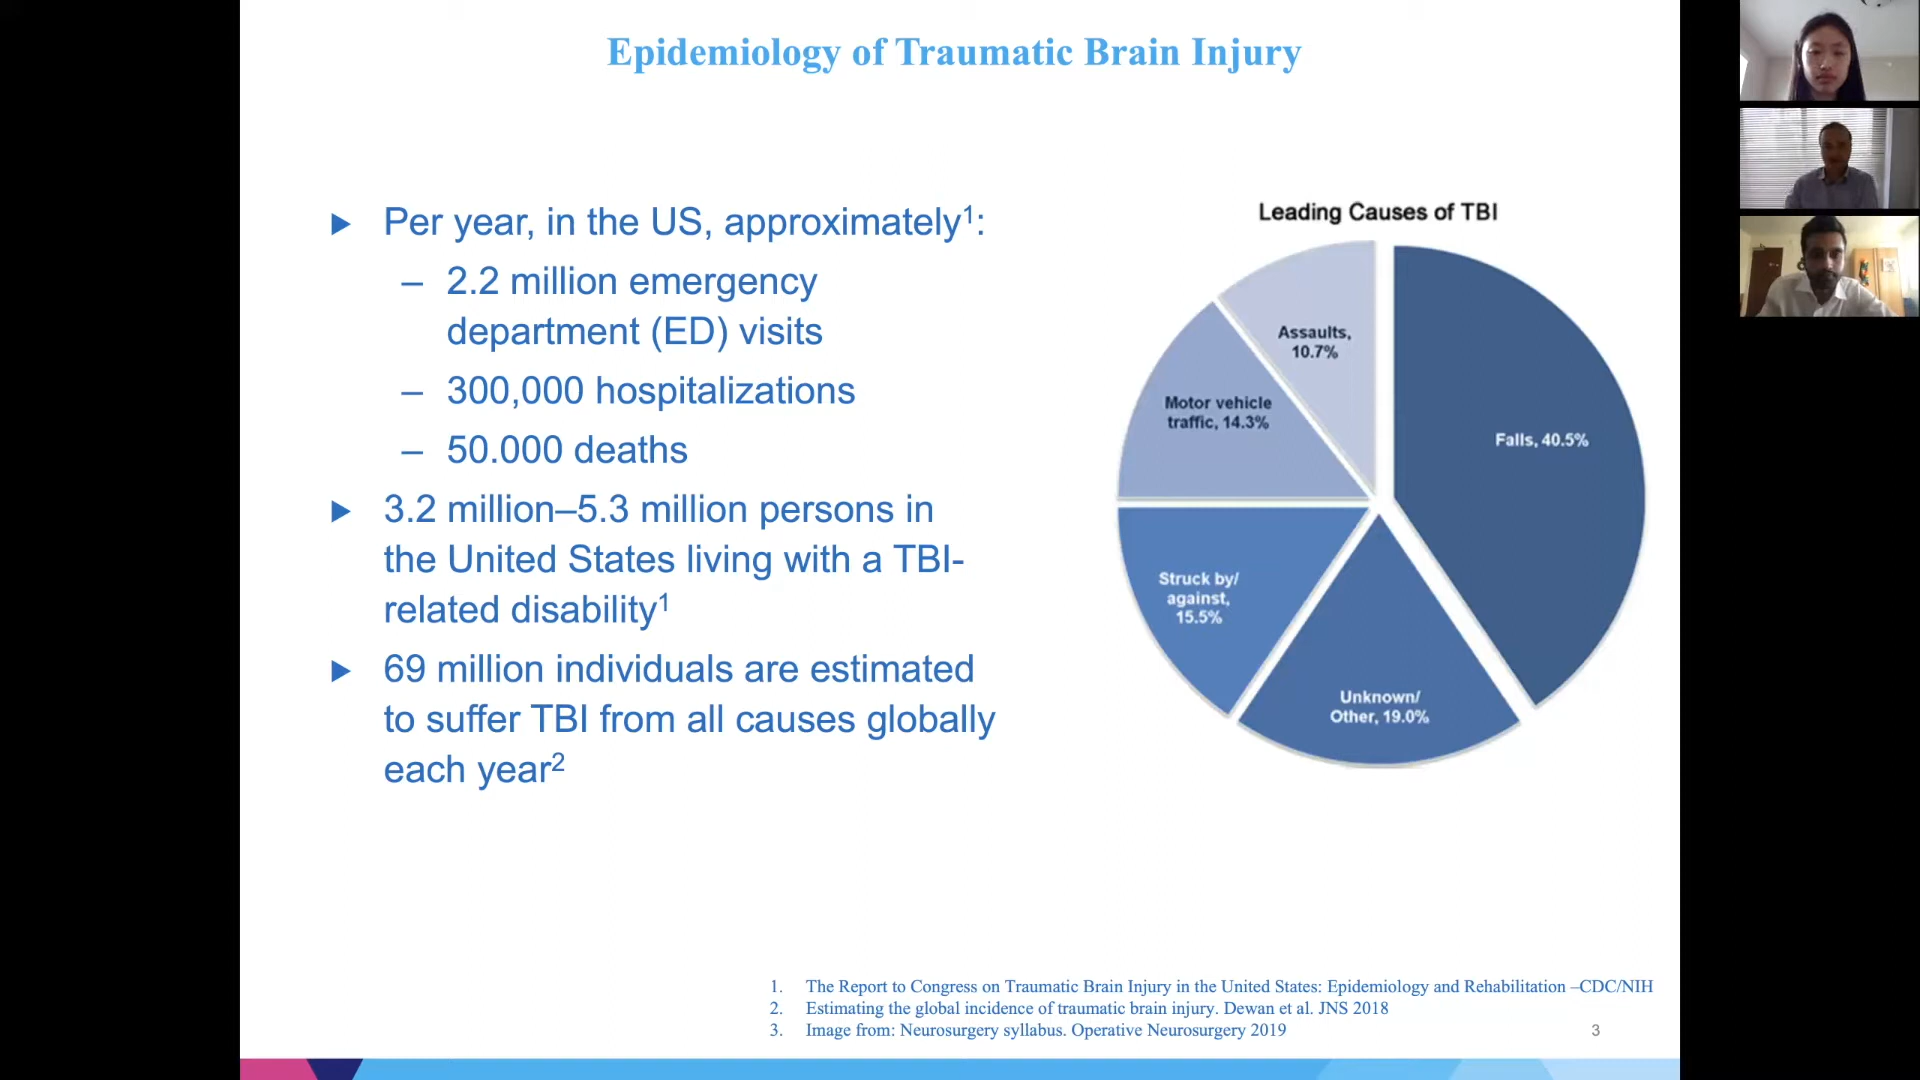 Epidemiology of Traumatic Brain Injury
Per year, in the US, approximately¹:
– 2.2 million emergency
department (ED) visits
– 300,000 hospitalizations
– 50.000 deaths
3.2 million–5.3 million persons in
the United States living with a TBI-
related disability¹
69 million individuals are estimated
to suffer TBI from all causes globally
each year²
Leading Causes of TBI
Assaults,
10.7%
Motor vehicle
traffic, 14.3%
Falls, 40.5%
Struck by/
against,
15.5%
Unknown/
Other, 19.0%
1. The Report to Congress on Traumatic Brain Injury in the United States: Epidemiology and Rehabilitation –CDC/NIH
2. Estimating the global incidence of traumatic brain injury. Dewan et al. JNS 2018
3. Image from: Neurosurgery syllabus. Operative Neurosurgery 2019
3